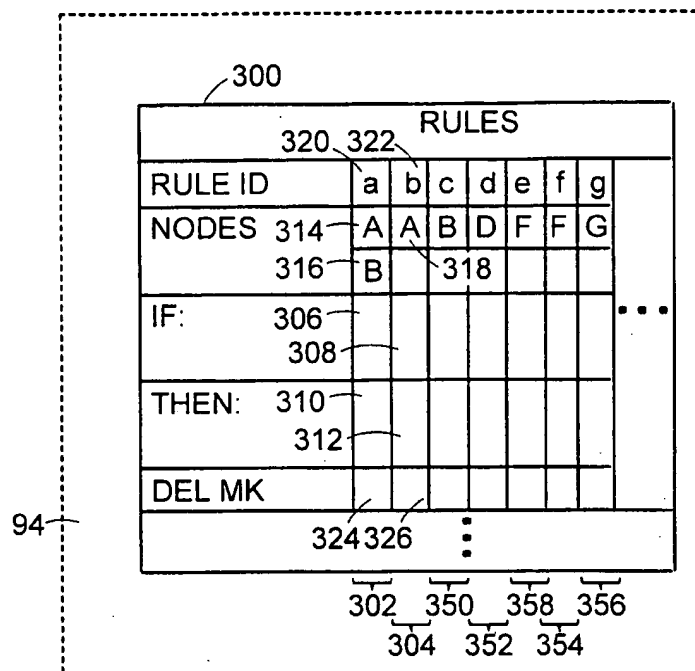 300
RULES
320 322
RULE ID a b c d e f g
NODES 314 A A B D F F G
316 B 318
IF: 306 ...
308
THEN: 310
312
DEL MK
94 324 326
302 350 358 356
304 352 354